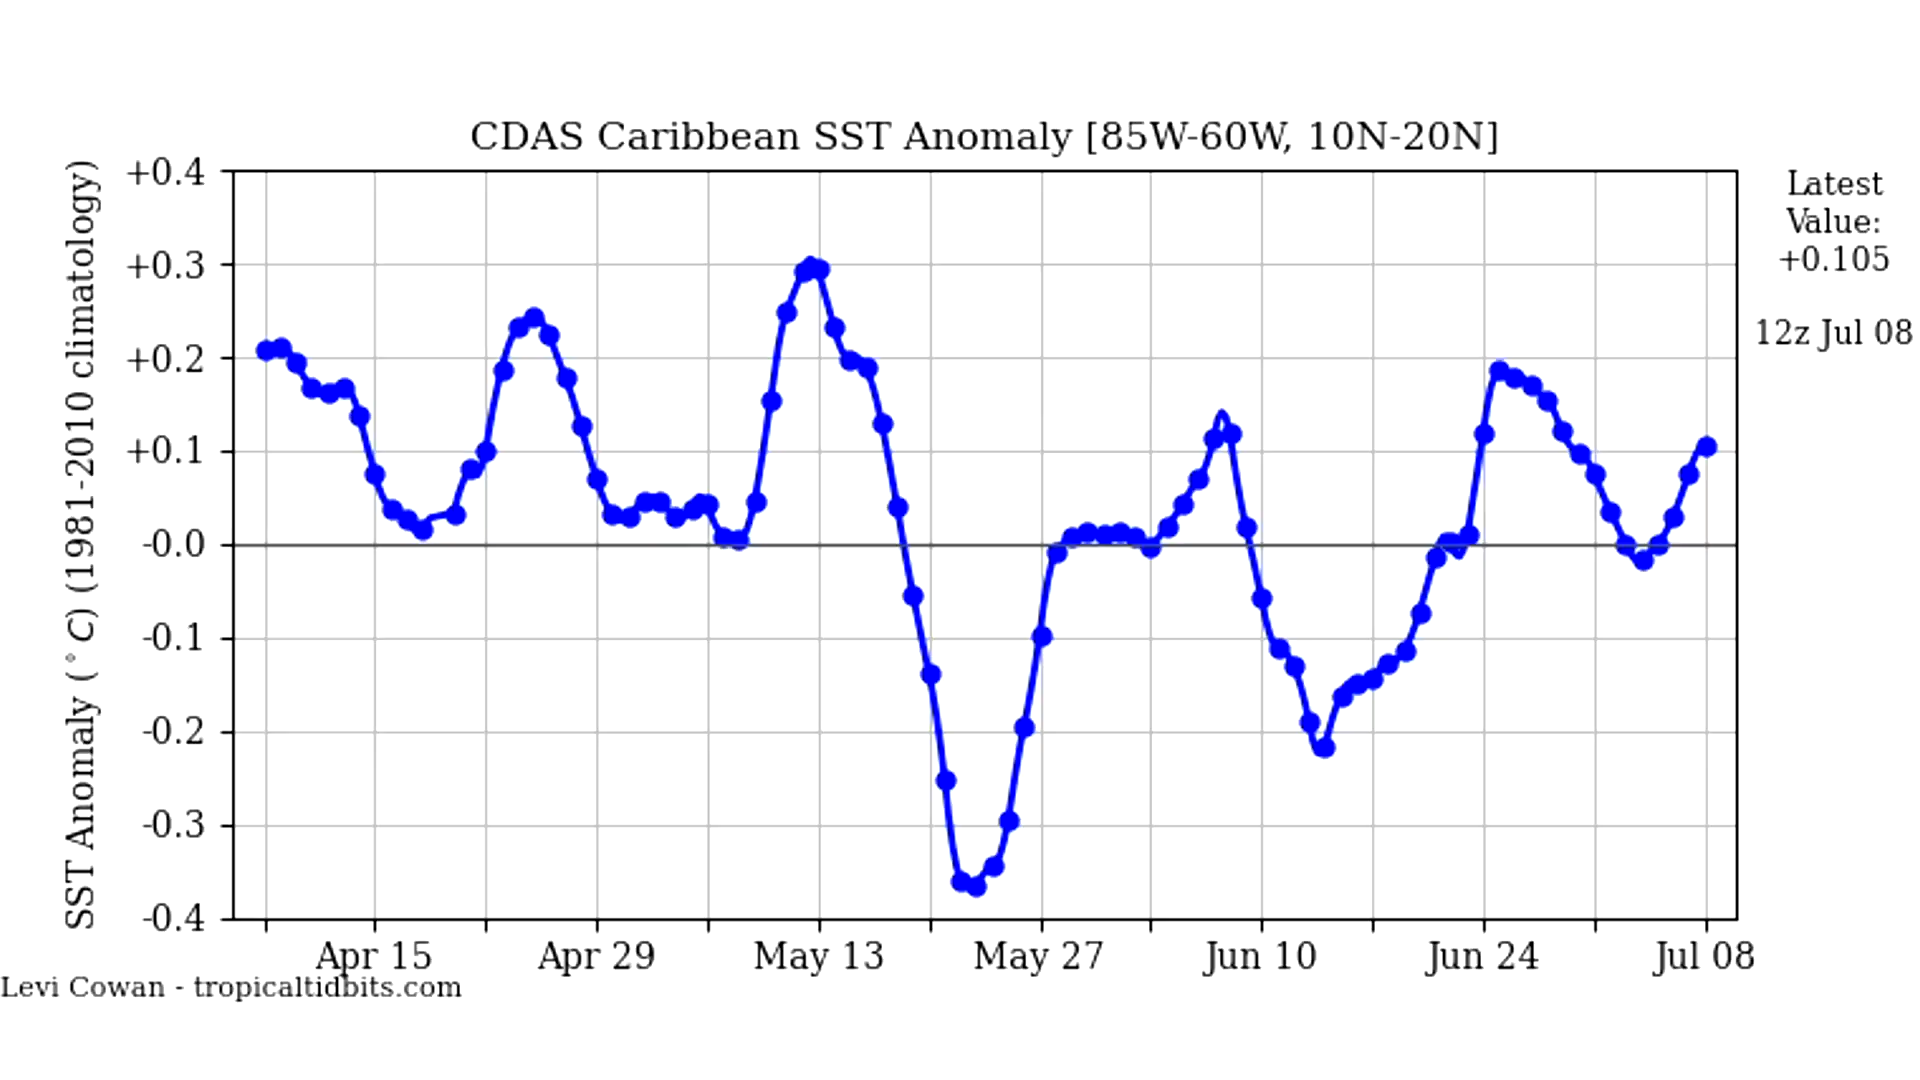 CDAS Caribbean SST Anomaly [85W-60W, 10N-20N]
SST Anomaly (°C) (1981-2010 climatology)
+0.4
+0.3
+0.2
+0.1
-0.0
-0.1
-0.2
-0.3
-0.4
Apr 15 Apr 29 May 13 May 27 Jun 10 Jun 24 Jul 08
Latest
Value:
+0.105
12z Jul 08
Levi Cowan - tropicaltidbits.com